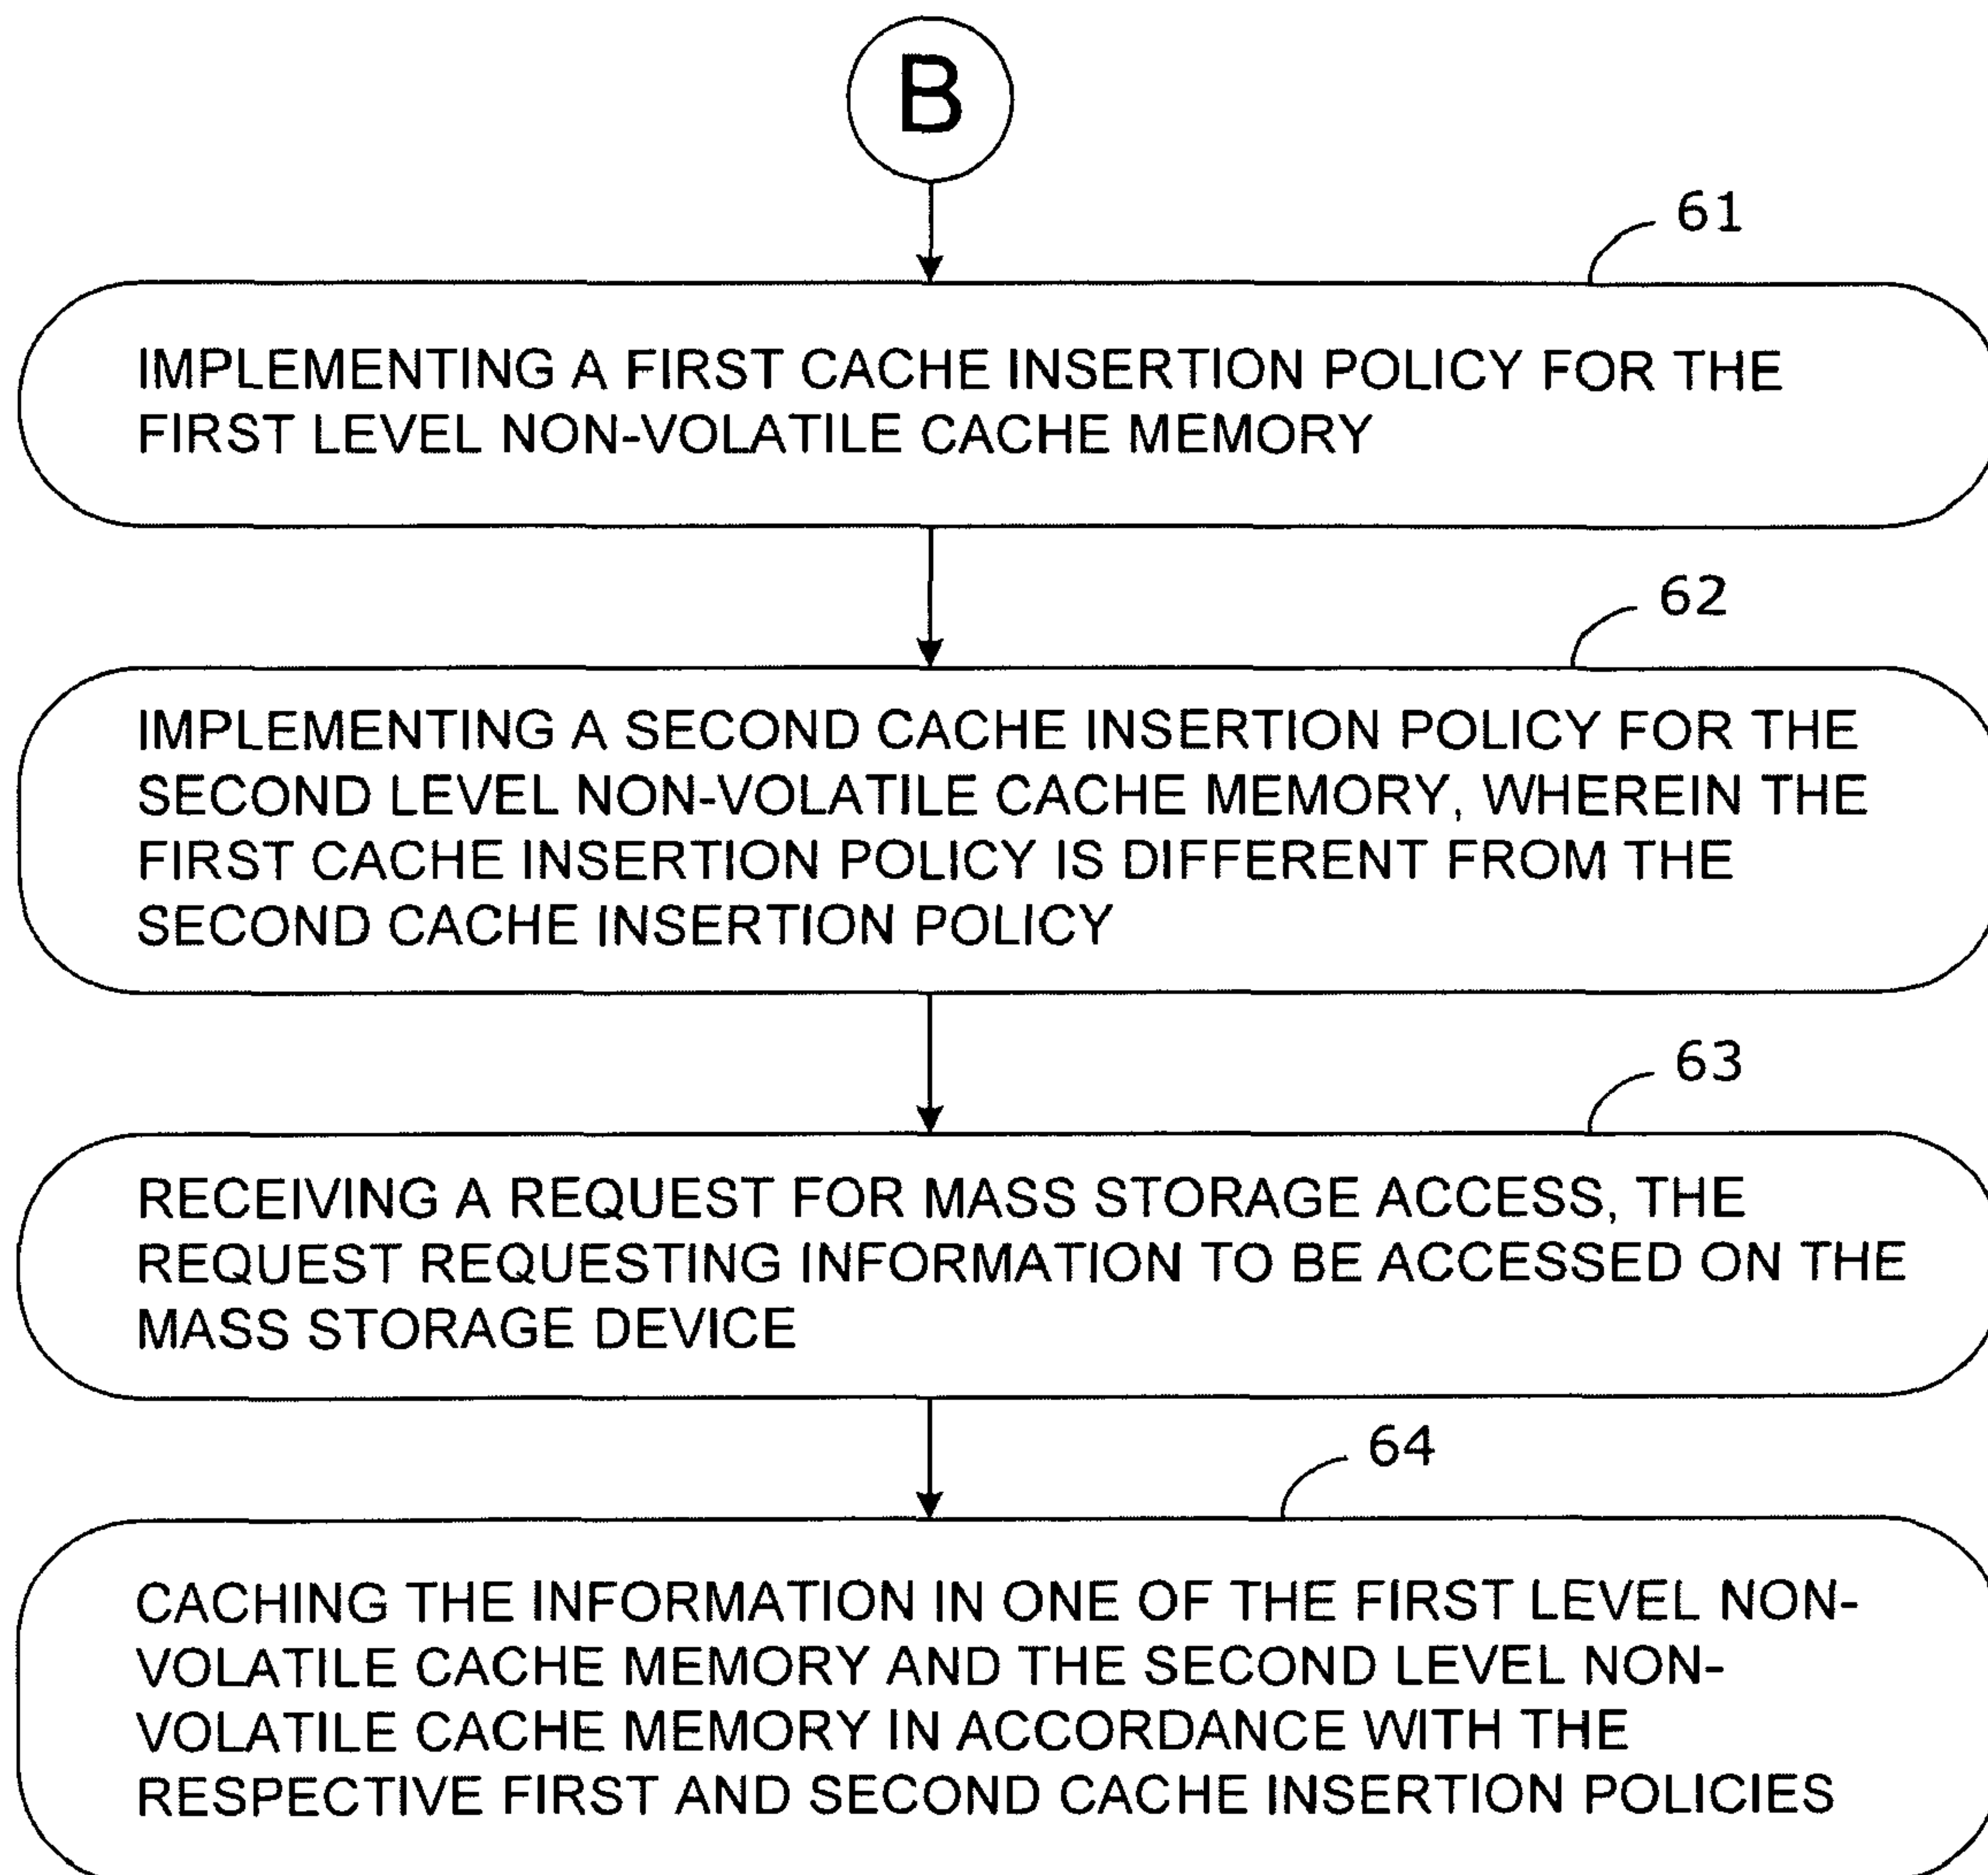 B
61
IMPLEMENTING A FIRST CACHE INSERTION POLICY FOR THE
FIRST LEVEL NON-VOLATILE CACHE MEMORY
62
IMPLEMENTING A SECOND CACHE INSERTION POLICY FOR THE
SECOND LEVEL NON-VOLATILE CACHE MEMORY, WHEREIN THE
FIRST CACHE INSERTION POLICY IS DIFFERENT FROM THE
SECOND CACHE INSERTION POLICY
63
RECEIVING A REQUEST FOR MASS STORAGE ACCESS, THE
REQUEST REQUESTING INFORMATION TO BE ACCESSED ON THE
MASS STORAGE DEVICE
64
CACHING THE INFORMATION IN ONE OF THE FIRST LEVEL NON-
VOLATILE CACHE MEMORY AND THE SECOND LEVEL NON-
VOLATILE CACHE MEMORY IN ACCORDANCE WITH THE
RESPECTIVE FIRST AND SECOND CACHE INSERTION POLICIES